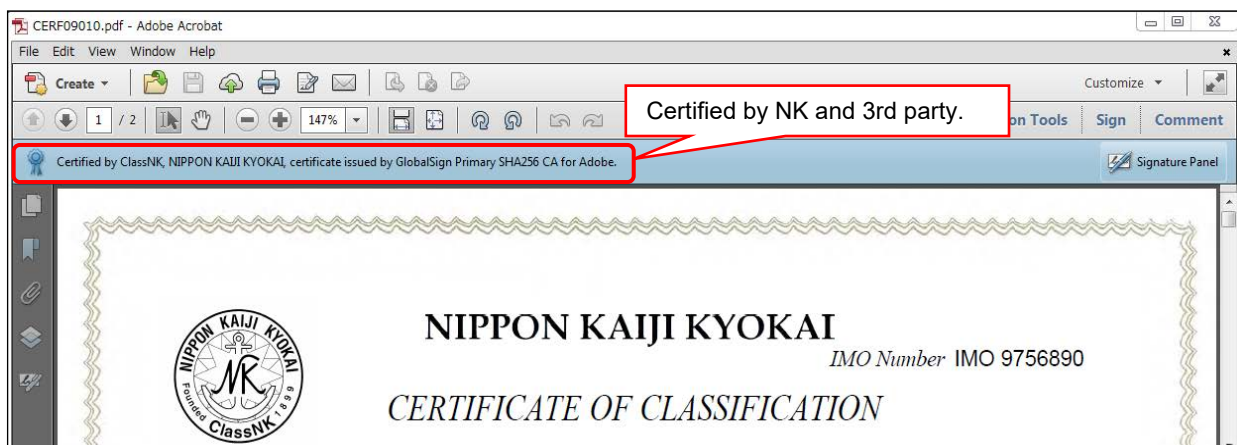 CERF09010.pdf - Adobe Acrobat
File Edit View Window Help
Create Customize
1 / 2 147% on Tools Sign Comment
Certified by NK and 3rd party.
Certified by ClassNK, NIPPON KAIJI KYOKAI, certificate issued by GlobalSign Primary SHA256 CA for Adobe. Signature Panel
NIPPON KAIJI KYOKAI
IMO Number IMO 9756890
CERTIFICATE OF CLASSIFICATION
NIPPON KAIJI KYOKAI
NK
Founded 1899
ClassNK